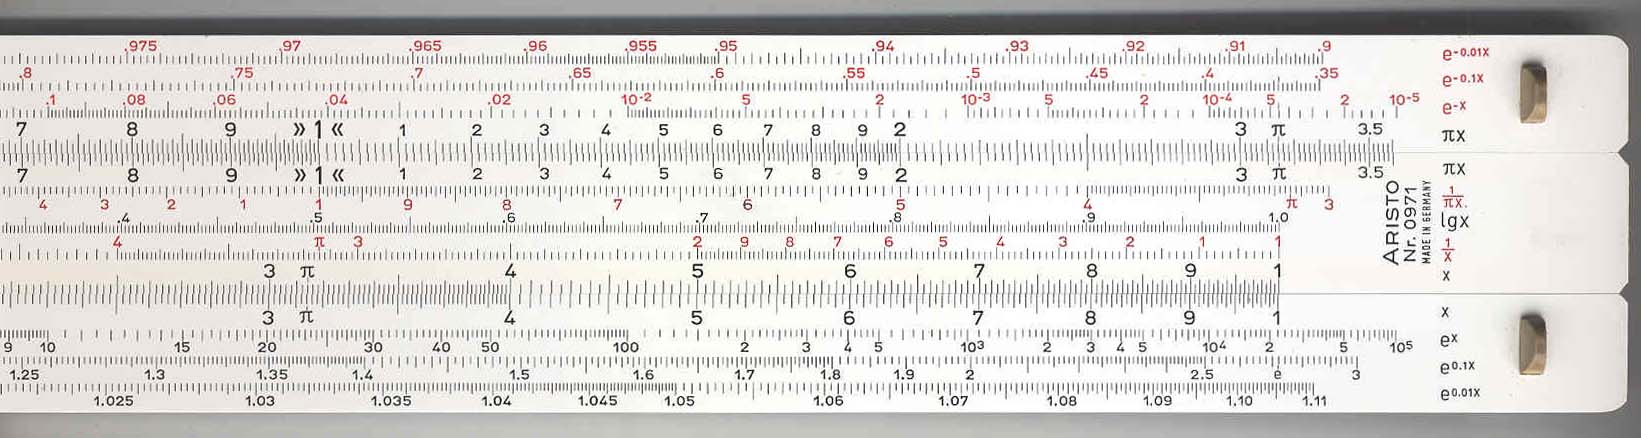 .975 .97 .965 .96 .955 .95 .94 .93 .92 .91 .9 e-0.01x
.8 .75 .7 .65 .6 .55 .5 .45 .4 .35 e-0.1x
.1 .08 .06 .04 .02 10-2 5 2 10-3 5 2 10-4 5 2 10-5 e-x
7 8 9 » 1 « 1 2 3 4 5 6 7 8 9 2 3 π 3.5 πx
7 8 9 » 1 « 1 2 3 4 5 6 7 8 9 2 3 π 3.5 πx
4 3 2 1 1 9 8 7 6 5 4 π 3 1/πx.
.4 .5 .6 .7 .8 .9 1.0 lgx
4 π 3 2 9 8 7 6 5 4 3 2 1 1 1/x
3 π 4 5 6 7 8 9 1 x
ARISTO
Nr. 0971
MADE IN GERMANY
3 π 4 5 6 7 8 9 1 x
9 10 15 20 30 40 50 100 2 3 4 5 103 2 3 4 5 104 2 5 105 ex
1.25 1.3 1.35 1.4 1.5 1.6 1.7 1.8 1.9 2 2.5 e 3 e0.1x
1.025 1.03 1.035 1.04 1.045 1.05 1.06 1.07 1.08 1.09 1.10 1.11 e0.01x